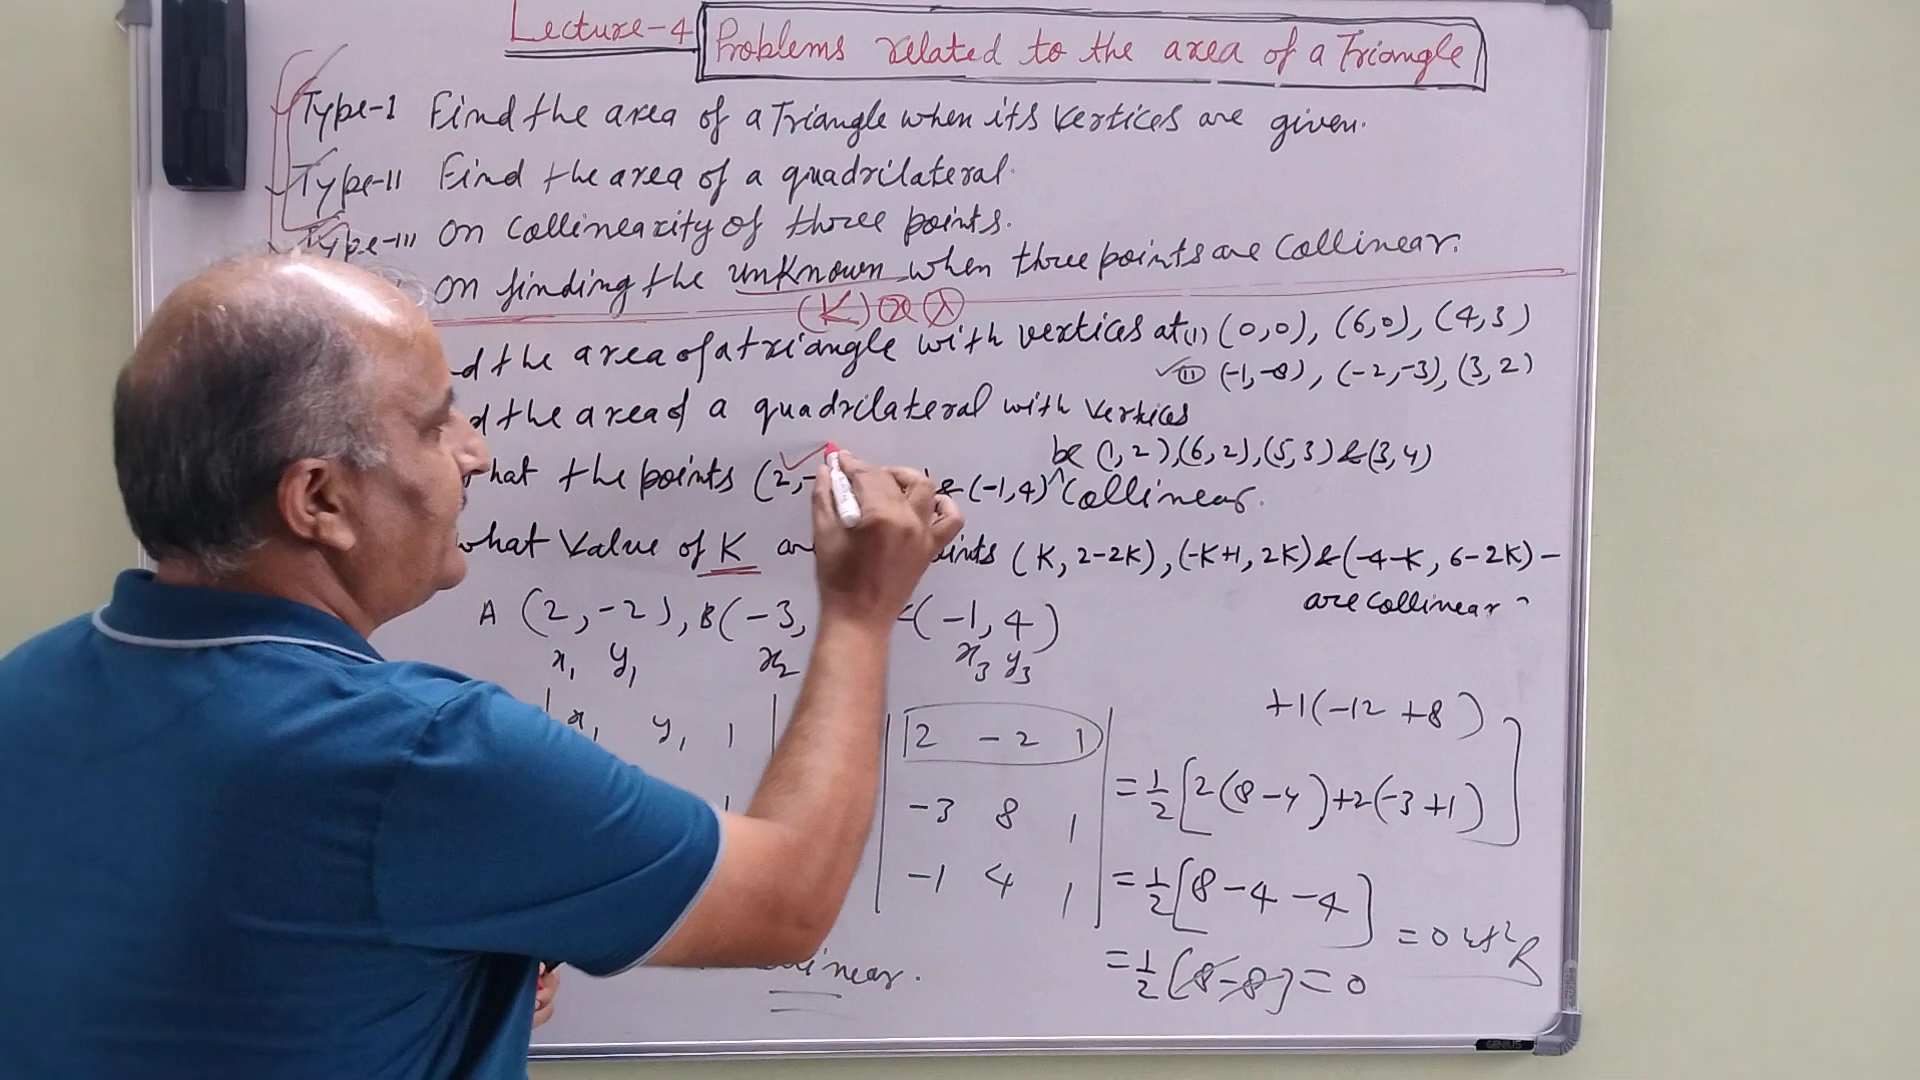 Lecture-4 Problems related to the area of a Triangle
Type-I Find the area of a Triangle when its vertices are given.
Type-II Find the area of a quadrilateral.
Type-III On Collinearity of three points.
On finding the unknown when three points are Collinear.
(K) x λ
the area of a triangle with vertices at (I) (0,0), (6,0), (4,3)
(II) (-1,-8), (-2,-3), (3,2)
the area of a quadrilateral with vertices
be (1,2),(6,2),(5,3)&(3,4)
that the points (2,- & (-1,4) ^ Collinear.
what Value of K (K, 2-2K), (-K+1, 2K) & (-4-K, 6-2K) -
are collinear
A (2,-2), B(-3, (-1, 4)
x₁ y₁ x₂ x₃ y₃
+1(-12 +8)
x₁ y₁ 1 2 -2 1
-3 8 1 = 1/2 [2(8-4)+2(-3+1)]
-1 4 1 = 1/2 [8-4-4] = 0
= 1/2 (8-8) = 0
GENIUS